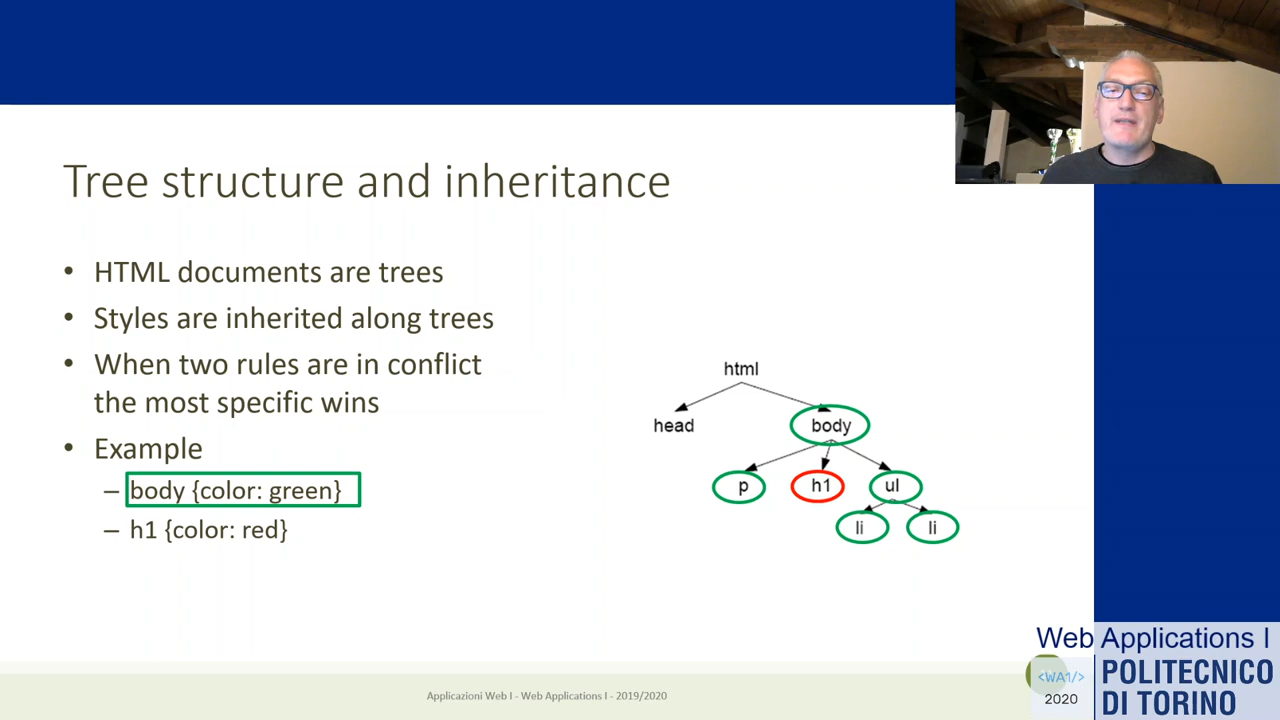 Tree structure and inheritance
• HTML documents are trees
• Styles are inherited along trees
• When two rules are in conflict
the most specific wins
• Example
– body {color: green}
– h1 {color: red}
html
head
body
p
h1
ul
li
li
Applicazioni Web I - Web Applications I - 2019/2020
Web Applications I
<WA1/>
2020
POLITECNICO
DI TORINO